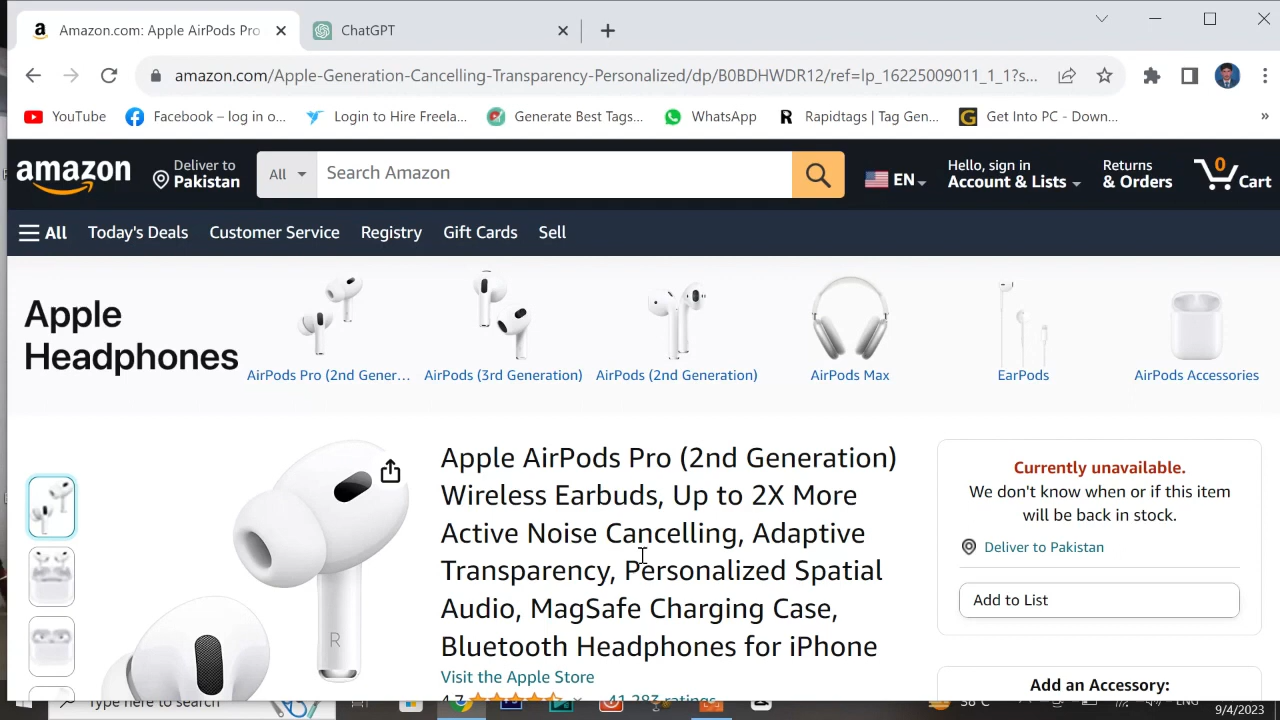 Amazon.com: Apple AirPods Pro
ChatGPT
amazon.com/Apple-Generation-Cancelling-Transparency-Personalized/dp/B0BDHWDR12/ref=lp_16225009011_1_1?s...
YouTube
Facebook – log in o...
Login to Hire Freela...
Generate Best Tags...
WhatsApp
R Rapidtags | Tag Gen...
G Get Into PC - Down...
»
amazon
Deliver to
Pakistan
All
Search Amazon
EN
Hello, sign in
Account & Lists
Returns
& Orders
0
Cart
All
Today's Deals
Customer Service
Registry
Gift Cards
Sell
Apple
Headphones
AirPods Pro (2nd Gener...
AirPods (3rd Generation)
AirPods (2nd Generation)
AirPods Max
EarPods
AirPods Accessories
R
Apple AirPods Pro (2nd Generation)
Wireless Earbuds, Up to 2X More
Active Noise Cancelling, Adaptive
Transparency, Personalized Spatial
Audio, MagSafe Charging Case,
Bluetooth Headphones for iPhone
Visit the Apple Store
4.7
41,283 ratings
Currently unavailable.
We don't know when or if this item
will be back in stock.
Deliver to Pakistan
Add to List
Add an Accessory:
Type here to search
38°C
ENG
9/4/2023